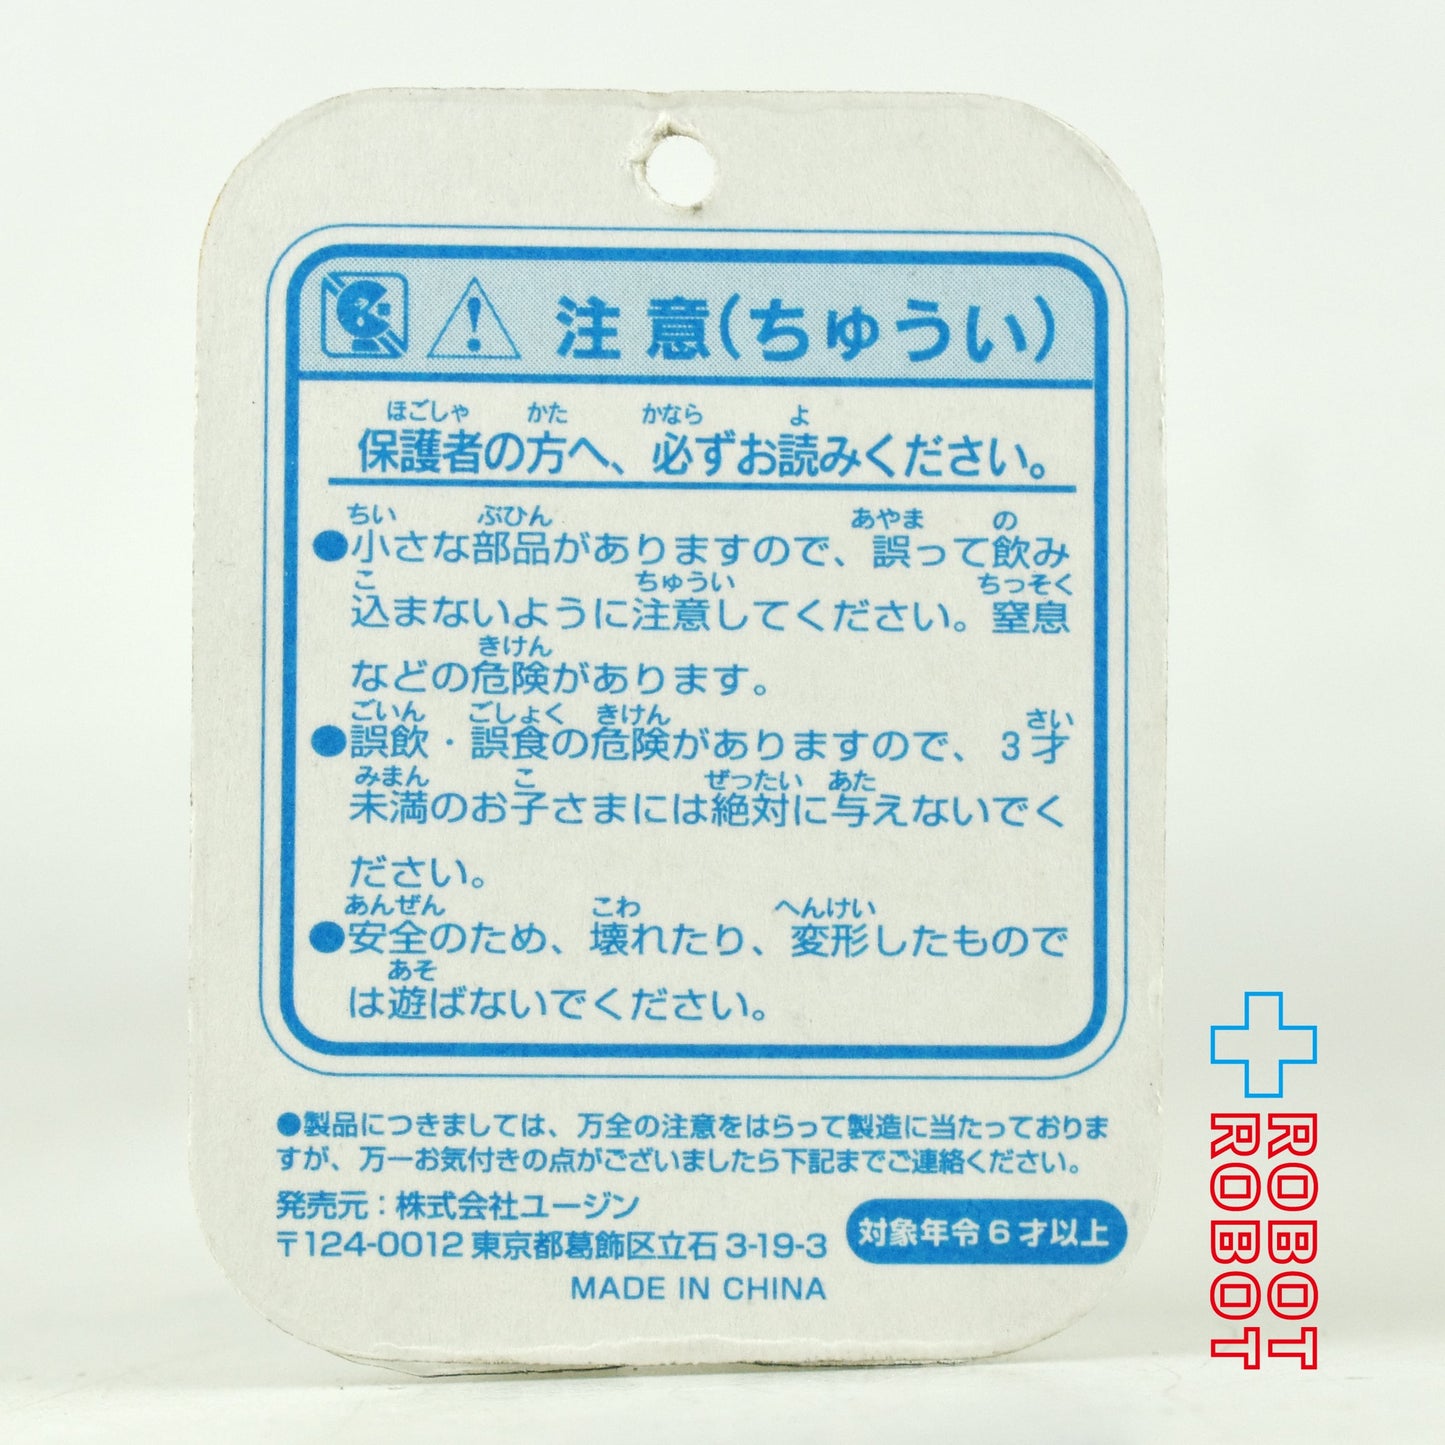 注意(ちゅうい)
ほごしゃ かた かなら よ
保護者の方へ、必ずお読みください。
ちい ぶひん あやま の
●小さな部品がありますので、誤って飲み
こ ちゅうい ちっそく
込まないように注意してください。窒息
きけん
などの危険があります。
ごいん ごしょく きけん さい
●誤飲・誤食の危険がありますので、3才
みまん こ ぜったい あた
未満のお子さまには絶対に与えないでく
ださい。
あんぜん こわ へんけい
●安全のため、壊れたり、変形したもので
あそ
は遊ばないでください。
●製品につきましては、万全の注意をはらって製造に当たっておりま
すが、万一お気付きの点がございましたら下記までご連絡ください。
発売元：株式会社ユージン
〒124-0012 東京都葛飾区立石 3-19-3
対象年令6才以上
MADE IN CHINA
ROBOT
ROBOT